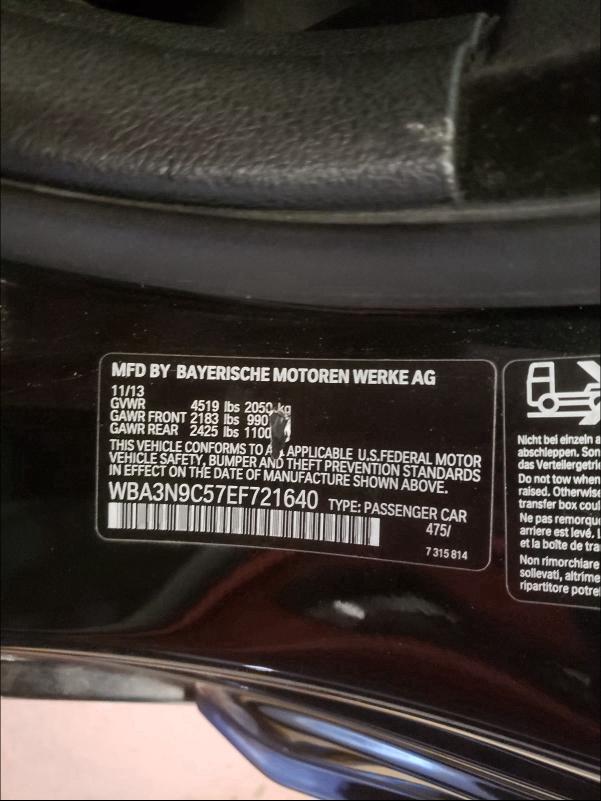 MFD BY BAYERISCHE MOTOREN WERKE AG
11/13
GVWR 4519 lbs 2050 kg
GAWR FRONT 2183 lbs 990
GAWR REAR 2425 lbs 1100
THIS VEHICLE CONFORMS TO APPLICABLE U.S.FEDERAL MOTOR
VEHICLE SAFETY, BUMPER AND THEFT PREVENTION STANDARDS
IN EFFECT ON THE DATE OF MANUFACTURE SHOWN ABOVE.
WBA3N9C57EF721640 TYPE: PASSENGER CAR
475/
7 315 814
Nicht bei einzeln a
abschleppen. Son
das Verteilergetrie
Do not tow when
raised. Otherwise
transfer box coul
Ne pas remorque
arriere est levé. L
et la boîte de tra
Non rimorchiare
sollevati, altrime
ripartitore potre